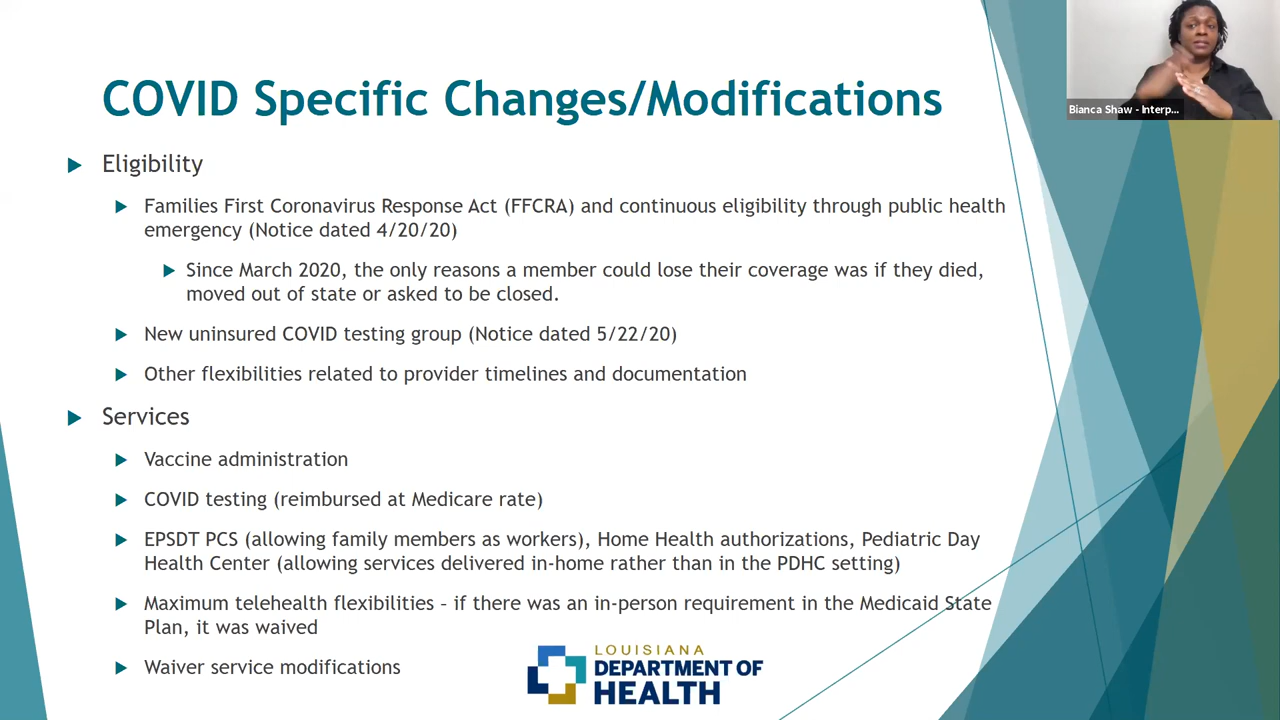 COVID Specific Changes/Modifications
Bianca Shaw - Interp...
Eligibility
Families First Coronavirus Response Act (FFCRA) and continuous eligibility through public health
emergency (Notice dated 4/20/20)
Since March 2020, the only reasons a member could lose their coverage was if they died,
moved out of state or asked to be closed.
New uninsured COVID testing group (Notice dated 5/22/20)
Other flexibilities related to provider timelines and documentation
Services
Vaccine administration
COVID testing (reimbursed at Medicare rate)
EPSDT PCS (allowing family members as workers), Home Health authorizations, Pediatric Day
Health Center (allowing services delivered in-home rather than in the PDHC setting)
Maximum telehealth flexibilities – if there was an in-person requirement in the Medicaid State
Plan, it was waived
Waiver service modifications
LOUISIANA
DEPARTMENT OF
HEALTH